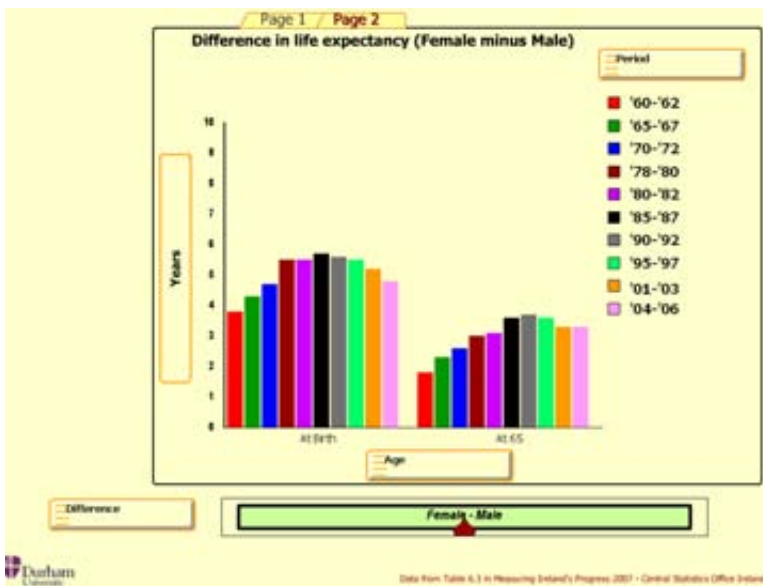 Page 1
Page 2
Difference in life expectancy (Female minus Male)
Period
'60-'62
'65-'67
'70-'72
'78-'80
'80-'82
'85-'87
'90-'92
'95-'97
'01-'03
'04-'06
Years
10
9
8
7
6
5
4
3
2
1
0
At Birth
At 65
Age
Difference
Female - Male
Durham
University
Data from Table 6.3 in Measuring Ireland's Progress 2007 - Central Statistics Office